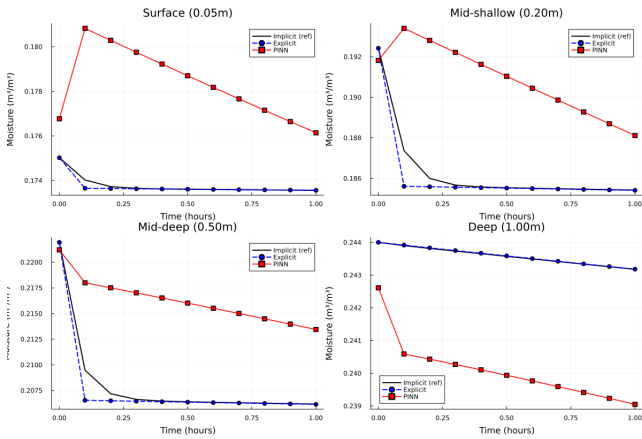 Surface (0.05m)
Moisture (m³/m³)
0.180
0.178
0.176
0.174
Implicit (ref)
Explicit
PINN
0.00
0.25
0.50
0.75
1.00
Time (hours)
Mid-shallow (0.20m)
Moisture (m³/m³)
0.192
0.190
0.188
0.186
Implicit (ref)
Explicit
PINN
0.00
0.25
0.50
0.75
1.00
Time (hours)
Mid-deep (0.50m)
0.2200
0.2175
0.2150
0.2125
0.2100
0.2075
Implicit (ref)
Explicit
PINN
0.00
0.25
0.50
0.75
1.00
Time (hours)
Deep (1.00m)
Moisture (m³/m³)
0.244
0.243
0.242
0.241
0.240
0.239
Implicit (ref)
Explicit
PINN
0.00
0.25
0.50
0.75
1.00
Time (hours)